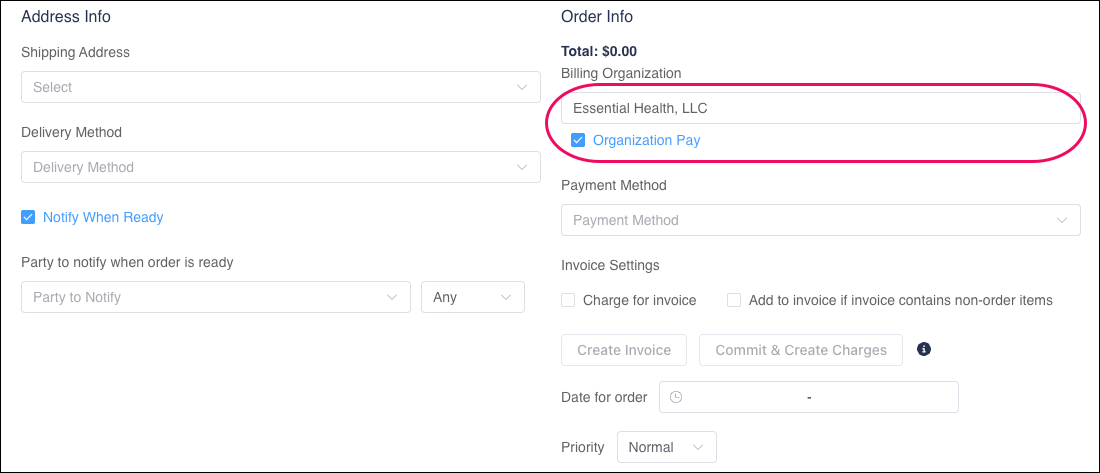 Address Info
Shipping Address
Select
Delivery Method
Delivery Method
Notify When Ready
Party to notify when order is ready
Party to Notify
Any
Order Info
Total: $0.00
Billing Organization
Essential Health, LLC
Organization Pay
Payment Method
Payment Method
Invoice Settings
Charge for invoice
Add to invoice if invoice contains non-order items
Create Invoice
Commit & Create Charges
Date for order
-
Priority
Normal